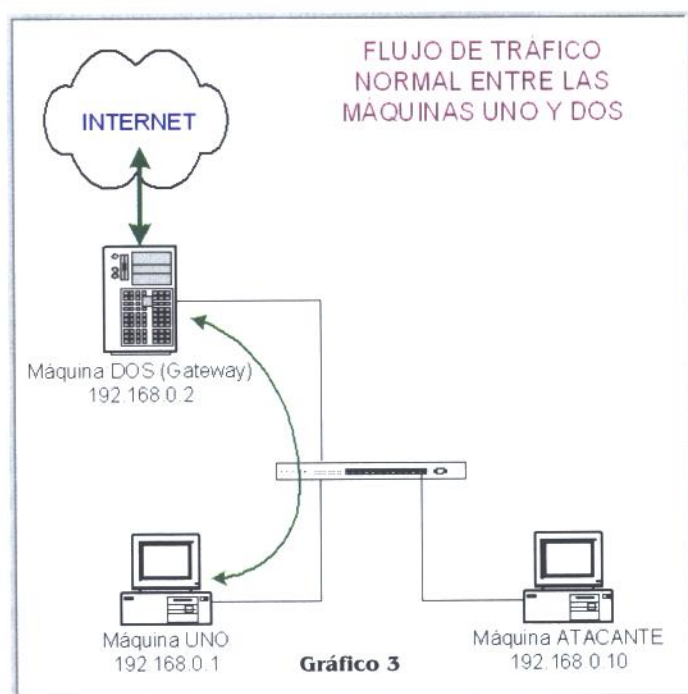 FLUJO DE TRÁFICO
NORMAL ENTRE LAS
MÁQUINAS UNO Y DOS
INTERNET
Máquina DOS (Gateway)
192.168.0.2
Máquina UNO
192.168.0.1
Gráfico 3
Máquina ATACANTE
192.168.0.10